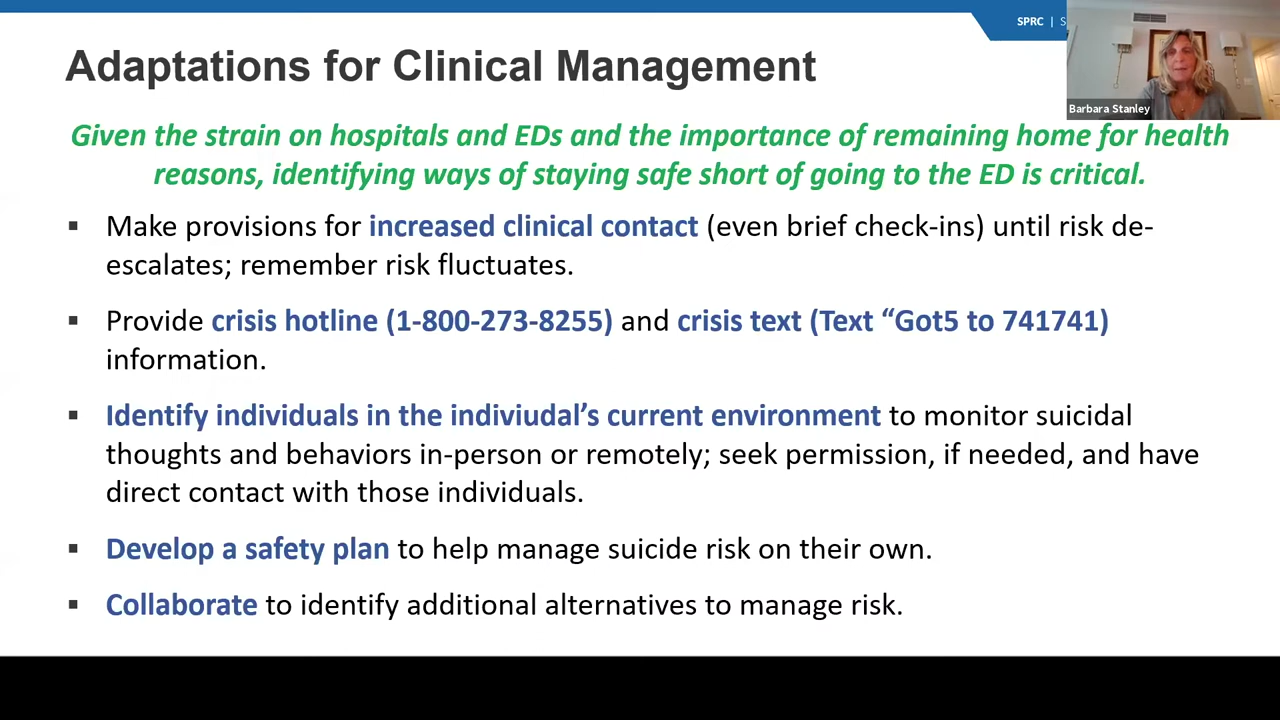 SPRC | S
Adaptations for Clinical Management
Barbara Stanley
Given the strain on hospitals and EDs and the importance of remaining home for health
reasons, identifying ways of staying safe short of going to the ED is critical.
▪ Make provisions for increased clinical contact (even brief check-ins) until risk de-
escalates; remember risk fluctuates.
▪ Provide crisis hotline (1-800-273-8255) and crisis text (Text “Got5 to 741741)
information.
▪ Identify individuals in the indiviudal’s current environment to monitor suicidal
thoughts and behaviors in-person or remotely; seek permission, if needed, and have
direct contact with those individuals.
▪ Develop a safety plan to help manage suicide risk on their own.
▪ Collaborate to identify additional alternatives to manage risk.